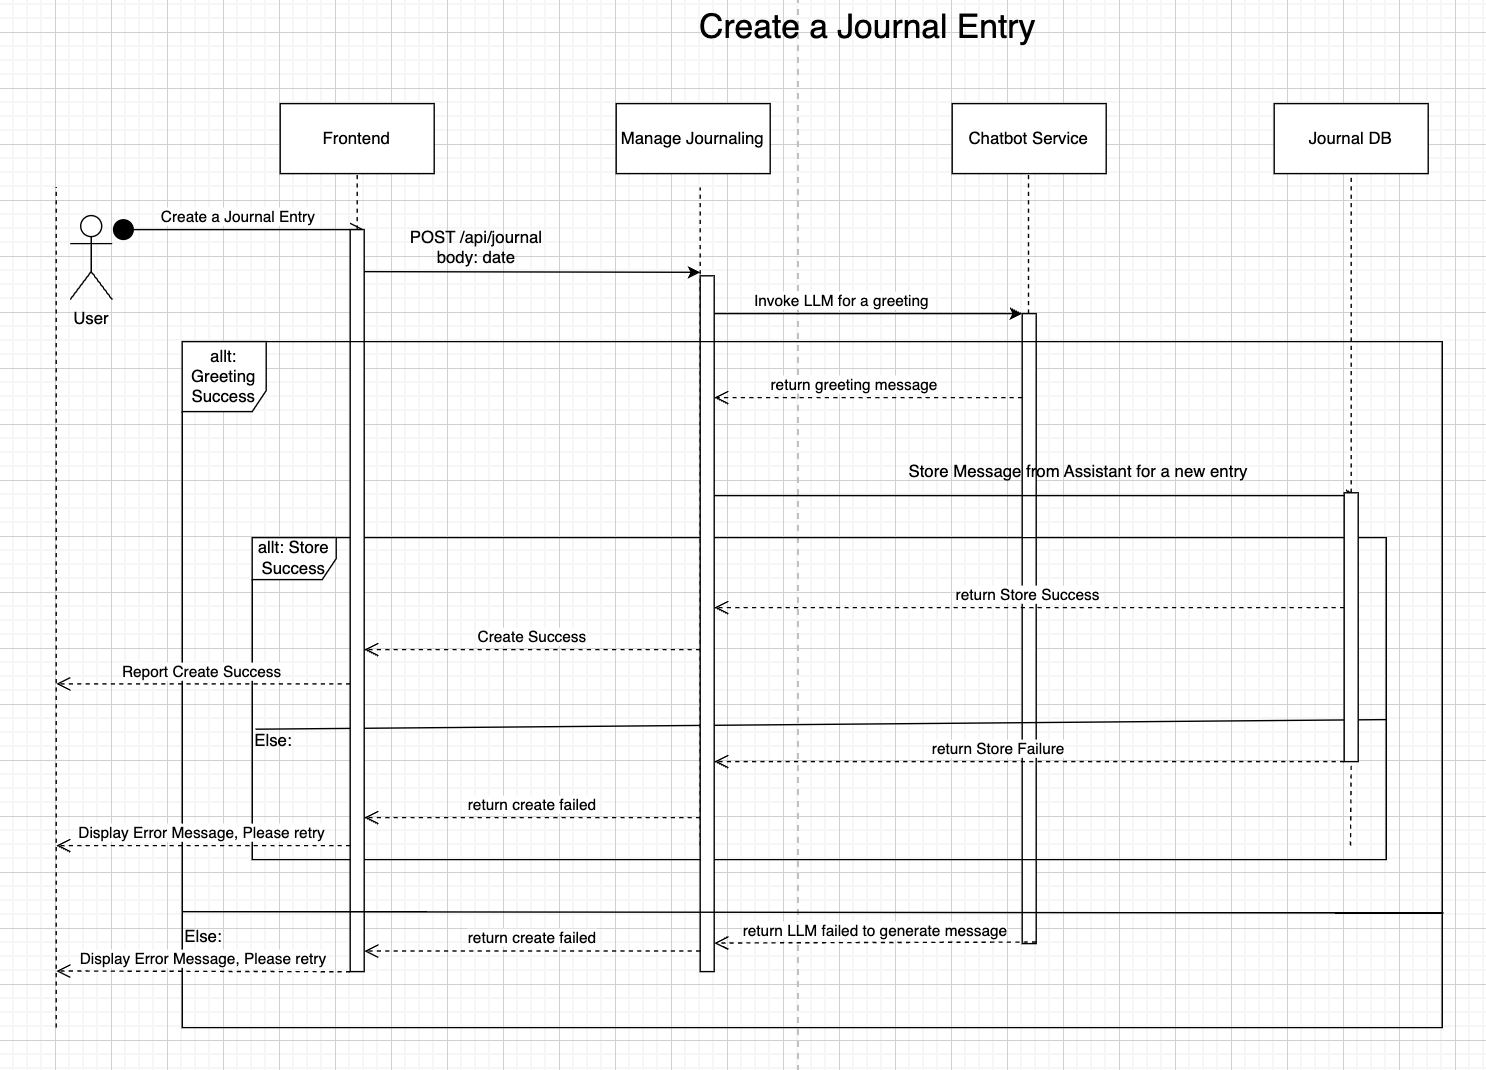 Create a Journal Entry
Frontend
Manage Journaling
Chatbot Service
Journal DB
Create a Journal Entry
POST /api/journal
body: date
Invoke LLM for a greeting
User
allt:
Greeting
Success
return greeting message
Store Message from Assistant for a new entry
allt: Store
Success
return Store Success
Create Success
Report Create Success
Else:
return Store Failure
return create failed
Display Error Message, Please retry
Else:
return create failed
return LLM failed to generate message
Display Error Message, Please retry